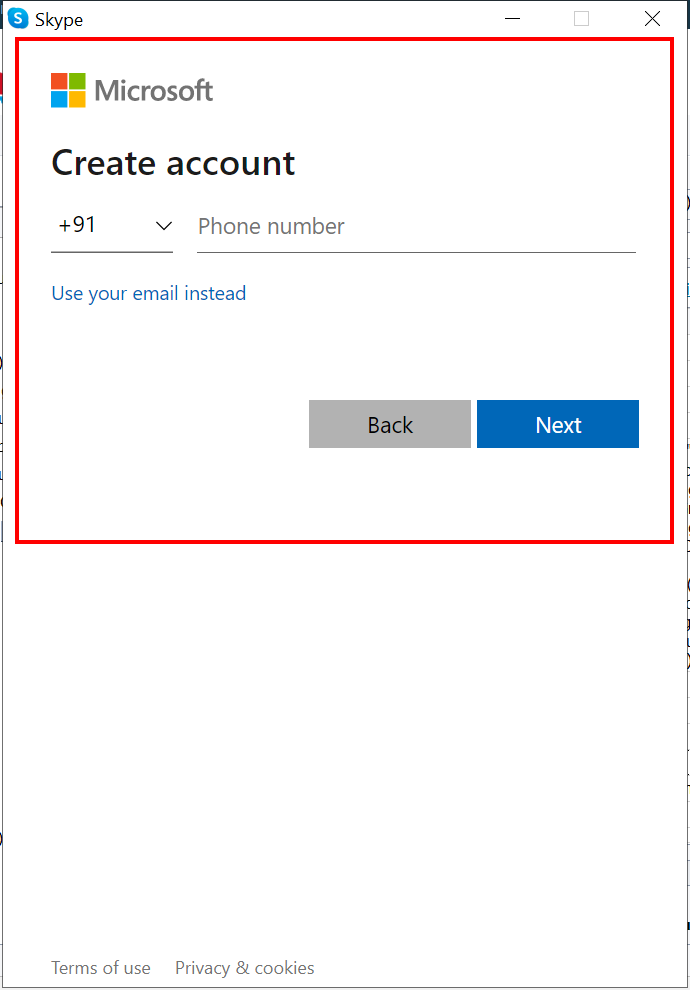 Skype
Microsoft
Create account
+91 Phone number
Use your email instead
Back Next
Terms of use Privacy & cookies